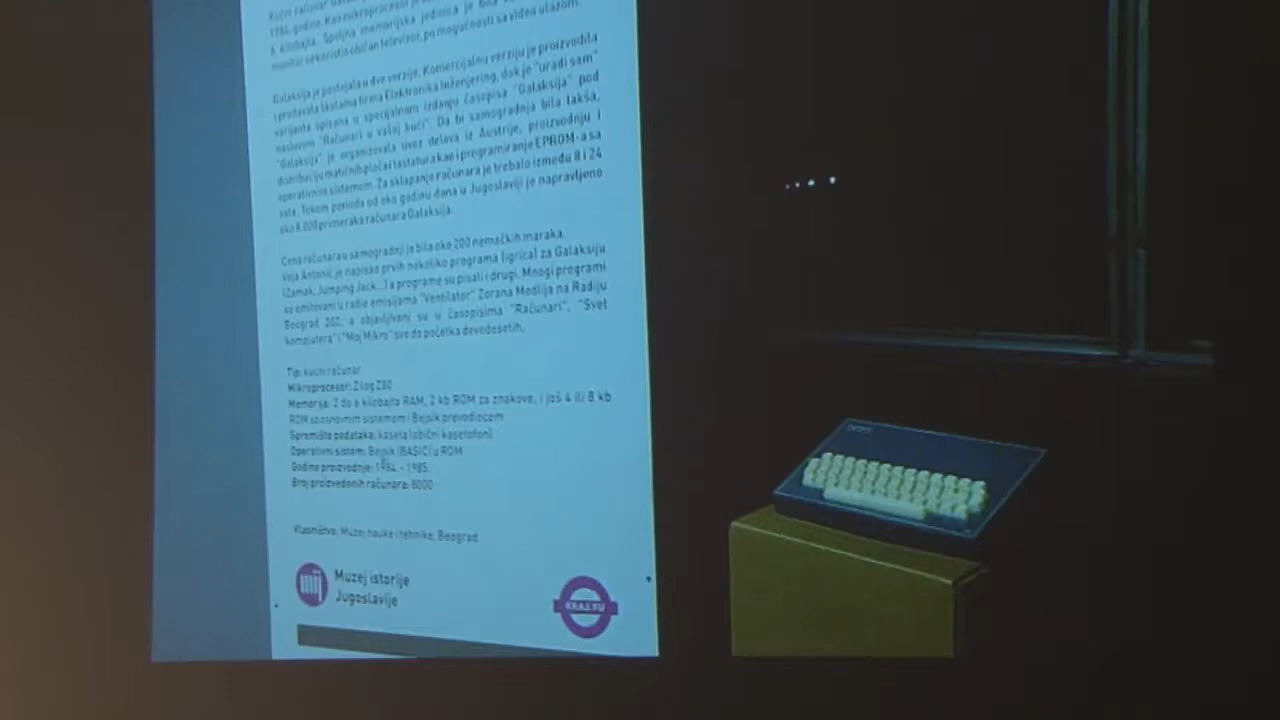 Kućni računar
1984. godine. Kao mikroprocesor je
6 kilobajta. Spoljna memorijska jedinica je bila
monitor se koristio običan televizor, po mogućnosti sa video ulazom.
Galaksija je postojala u dve verzije. Komercijalnu verziju je proizvodila
i prodavala školama firma Elektronika Inženjering, dok je "uradi sam"
varijanta opisana u specijalnom izdanju časopisa "Galaksija" pod
naslovom "Računari u vašoj kući". Da bi samogradnja bila lakša,
"Galaksija" je organizovala uvoz delova iz Austrije, proizvodnju i
distribuciju matičnih ploča i tastatura kao i programiranje EPROM-a sa
operativnim sistemom. Za sklapanje računara je trebalo između 8 i 24
sata. Tokom perioda od oko godinu dana u Jugoslaviji je napravljeno
oko 8.000 primeraka računara Galaksija.
Cena računara u samogradnji je bila oko 200 nemačkih maraka.
Voja Antonić je napisao prvih nekoliko programa (igrica) za Galaksiju
(Zamak, Jumping Jack...) a programe su pisali i drugi. Mnogi programi
su emitovani u radio emisijama "Ventilator" Zorana Modlija na Radiju
Beograd 202, a objavljivani su u časopisima "Računari", "Svet
kompjutera" i "Moj Mikro" sve do početka devedesetih.
Tip: kućni računar
Mikroprocesor: Zilog Z80
Memorija: 2 do 6 kilobajta RAM, 2 kb ROM za znakove, i još 4 ili 8 kb
ROM sa osnovnim sistemom i Bejsik prevodiocem
Spremište podataka: kaseta (obični kasetofon)
Operativni sistem: Bejsik (BASIC) u ROM
Godine proizvodnje: 1984. - 1985.
Broj proizvedenih računara: 8000
Vlasništvo: Muzej nauke i tehnike, Beograd
mij Muzej istorije
Jugoslavije